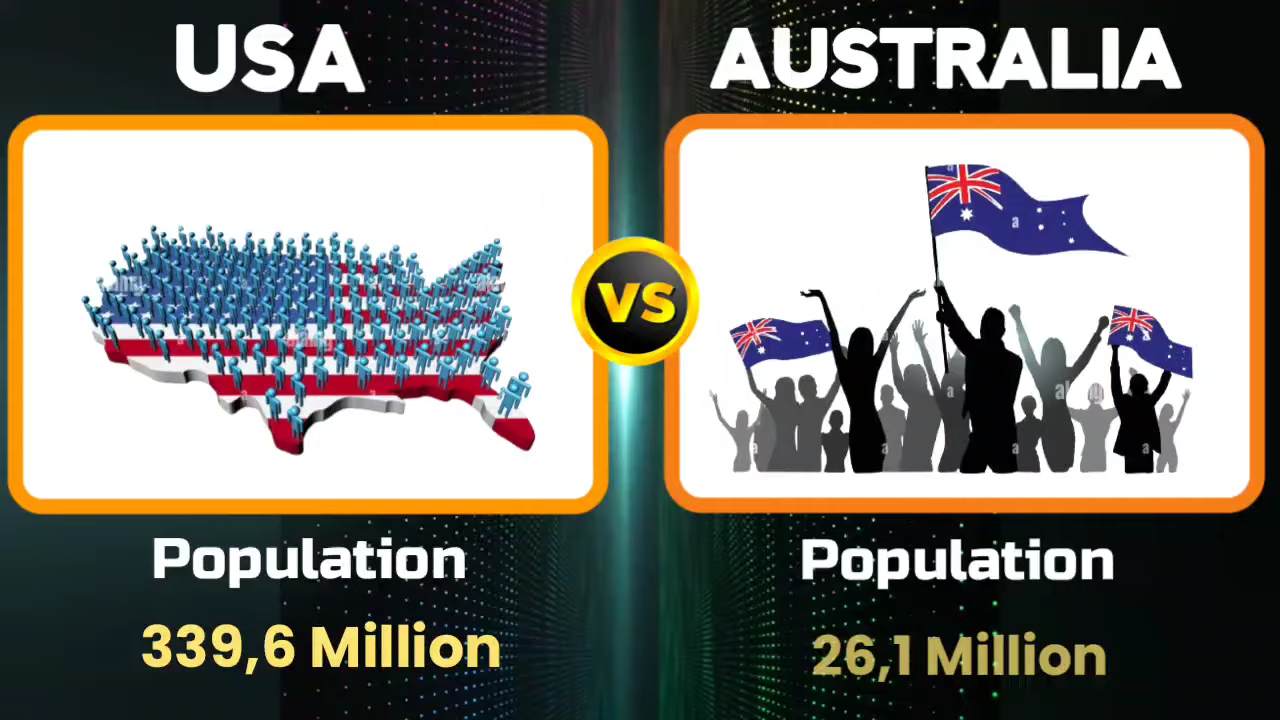 USA
AUSTRALIA
VS
Population
Population
339,6 Million
26,1 Million